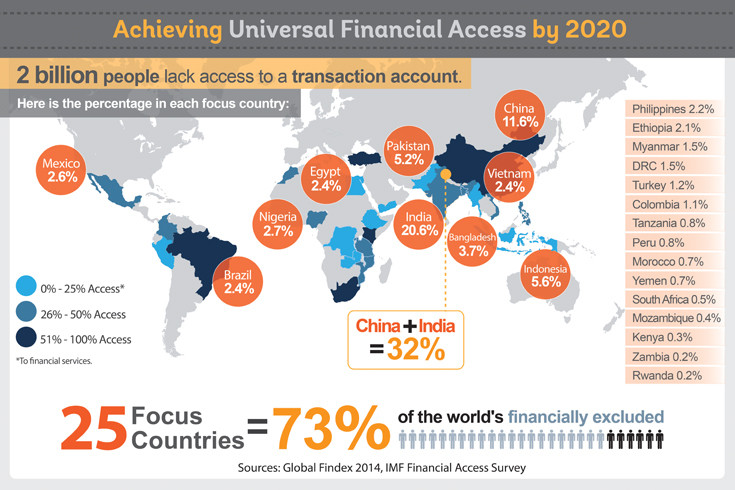 Achieving Universal Financial Access by 2020
2 billion people lack access to a transaction account.
Here is the percentage in each focus country:
Mexico
2.6%
Brazil
2.4%
Nigeria
2.7%
Egypt
2.4%
Pakistan
5.2%
India
20.6%
China
11.6%
Vietnam
2.4%
Bangladesh
3.7%
Indonesia
5.6%
China+India
=32%
0% - 25% Access*
26% - 50% Access
51% - 100% Access
*To financial services.
Philippines 2.2%
Ethiopia 2.1%
Myanmar 1.5%
DRC 1.5%
Turkey 1.2%
Colombia 1.1%
Tanzania 0.8%
Peru 0.8%
Morocco 0.7%
Yemen 0.7%
South Africa 0.5%
Mozambique 0.4%
Kenya 0.3%
Zambia 0.2%
Rwanda 0.2%
25 Focus Countries = 73% of the world's financially excluded
Sources: Global Findex 2014, IMF Financial Access Survey